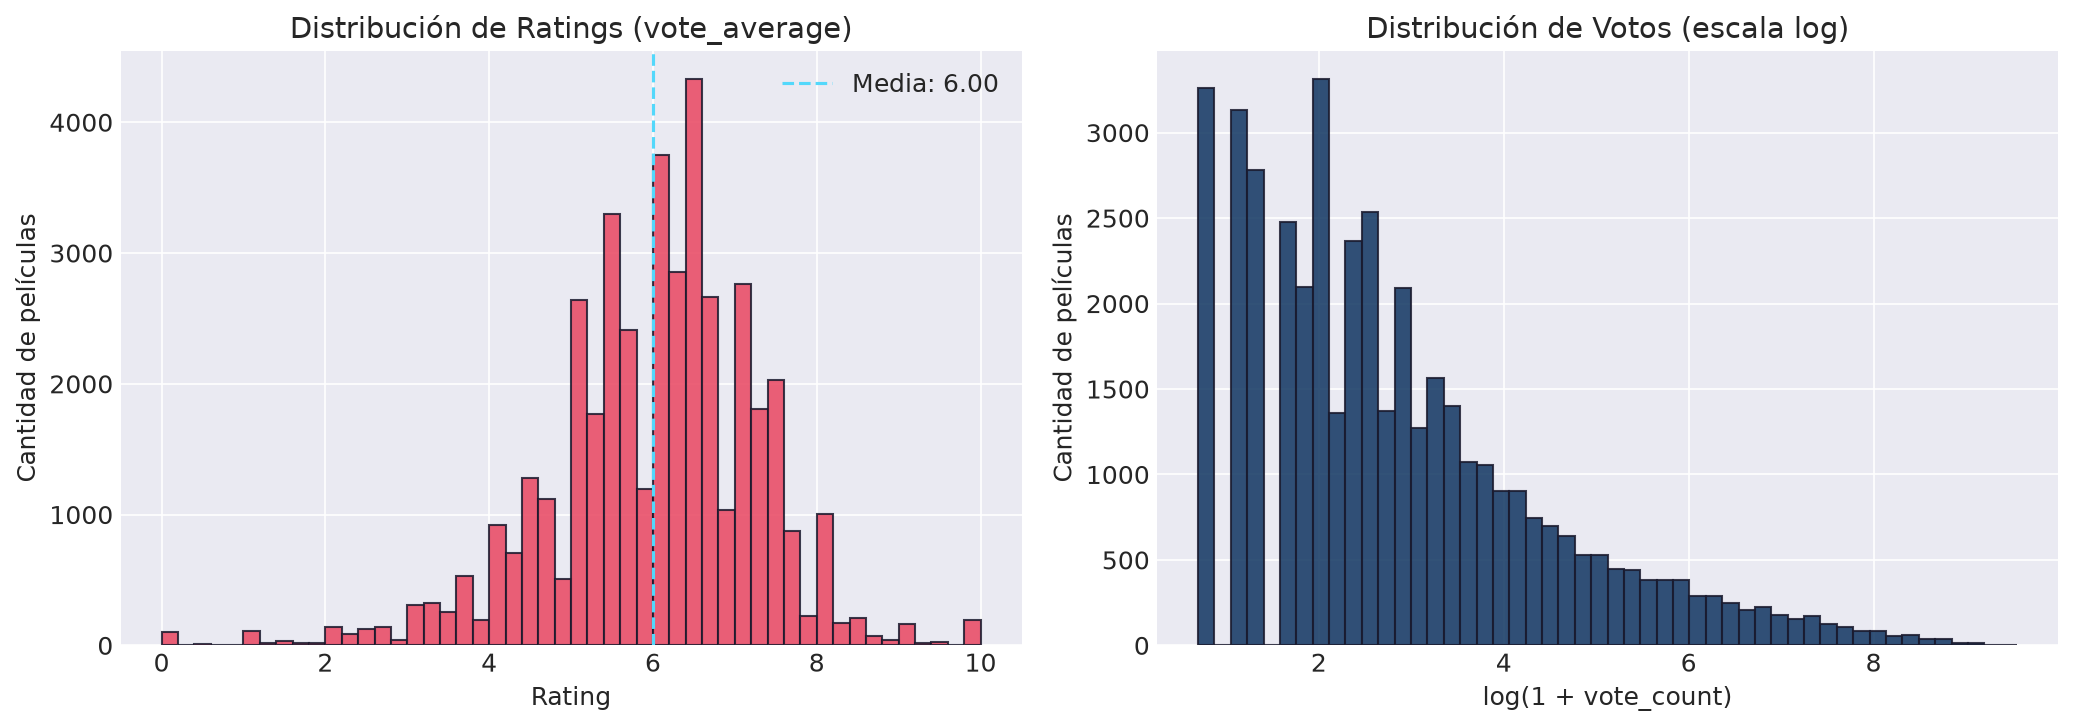 Distribución de Ratings (vote_average)
Media: 6.00
Cantidad de películas
4000
3000
2000
1000
0
0 2 4 6 8 10
Rating
Distribución de Votos (escala log)
Cantidad de películas
3000
2500
2000
1500
1000
500
0
2 4 6 8
log(1 + vote_count)